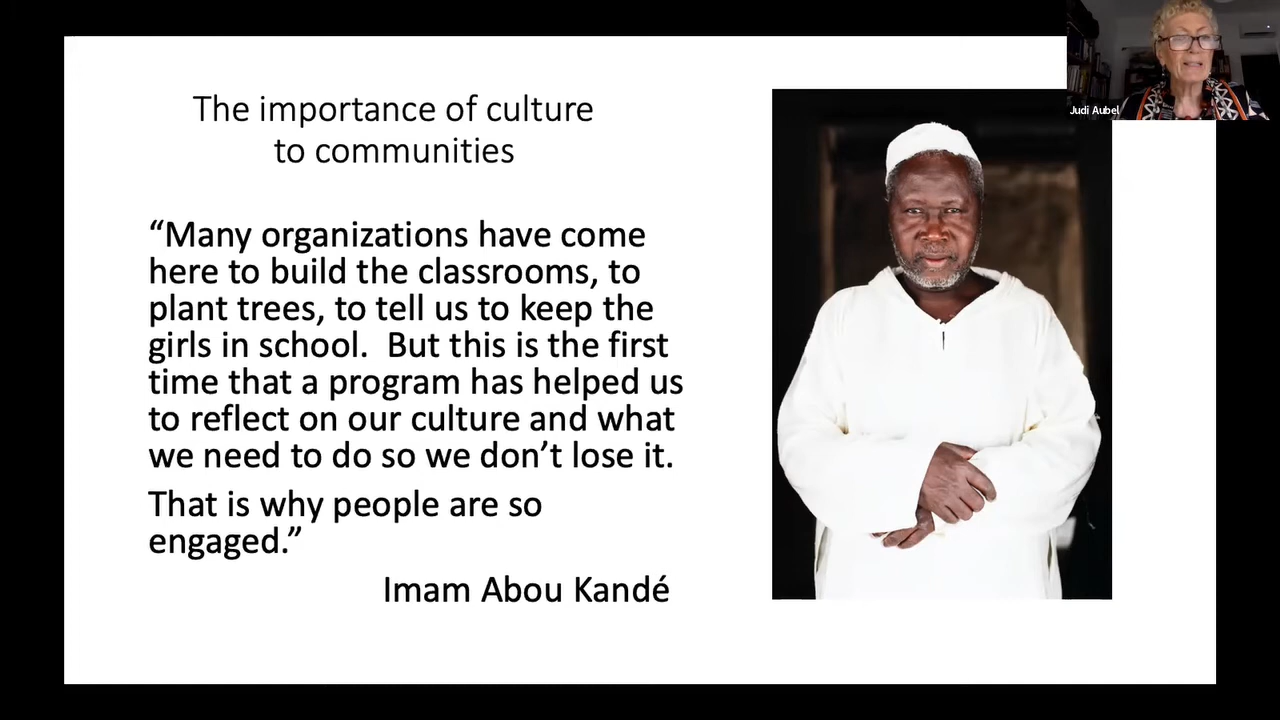 The importance of culture
to communities
“Many organizations have come
here to build the classrooms, to
plant trees, to tell us to keep the
girls in school.  But this is the first
time that a program has helped us
to reflect on our culture and what
we need to do so we don’t lose it.
That is why people are so
engaged.”
Imam Abou Kandé
Judi Aubel